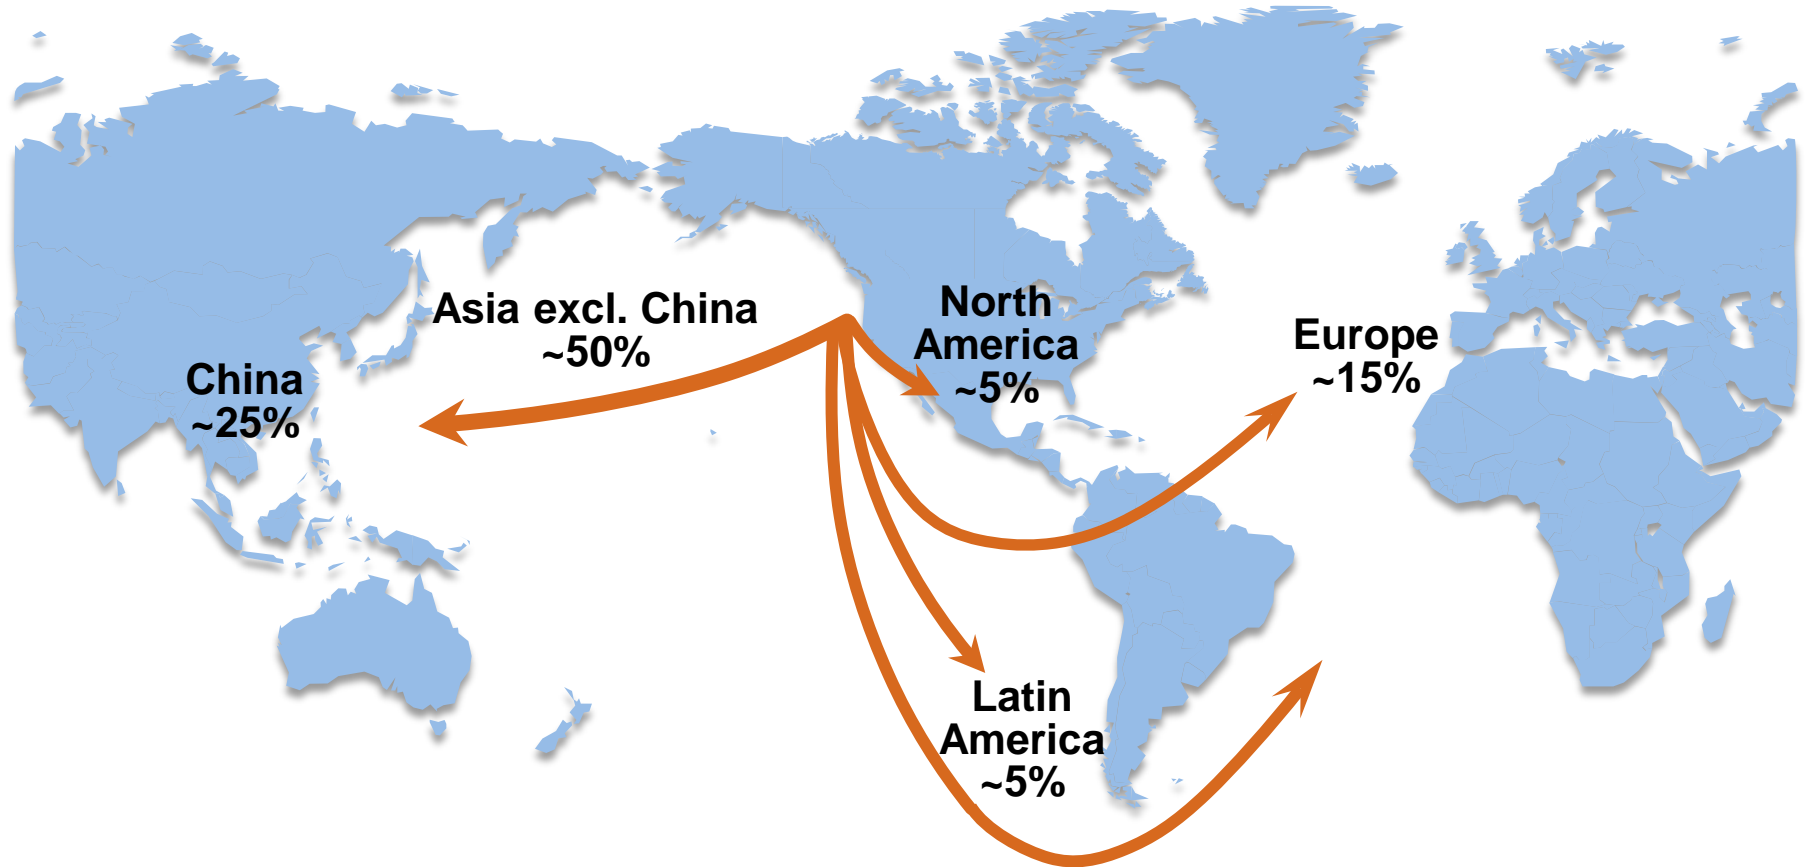 Asia excl. China
~50%
China
~25%
North
America
~5%
Europe
~15%
Latin
America
~5%